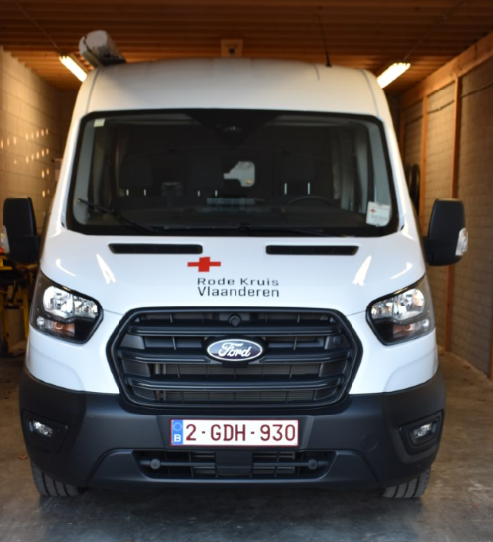 Rode Kruis
Vlaanderen
Ford
B 2-GDH-930